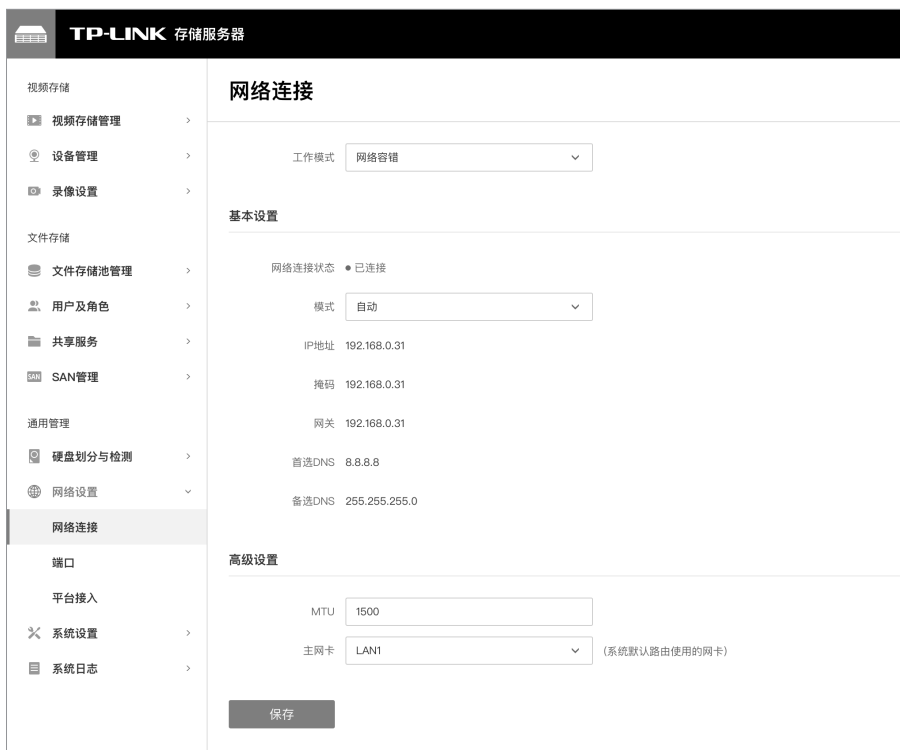 TP-LINK 存储服务器
视频存储
视频存储管理
设备管理
录像设置
文件存储
文件存储池管理
用户及角色
共享服务
SAN SAN管理
通用管理
硬盘划分与检测
网络设置
网络连接
端口
平台接入
系统设置
系统日志
网络连接
工作模式 网络容错
基本设置
网络连接状态 已连接
模式 自动
IP地址 192.168.0.31
掩码 192.168.0.31
网关 192.168.0.31
首选DNS 8.8.8.8
备选DNS 255.255.255.0
高级设置
MTU 1500
主网卡 LAN1 (系统默认路由使用的网卡)
保存